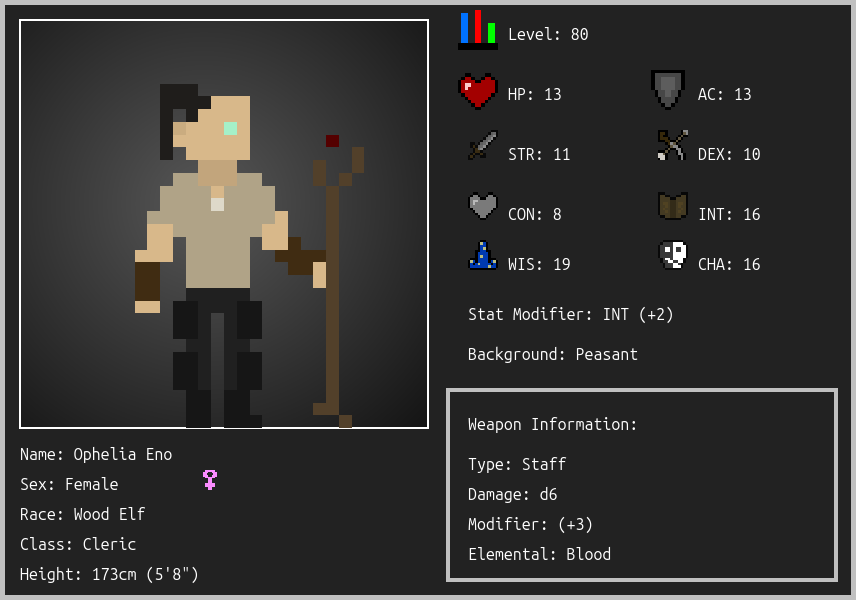 Level: 80
HP: 13
AC: 13
STR: 11
DEX: 10
CON: 8
INT: 16
WIS: 19
CHA: 16
Stat Modifier: INT (+2)
Background: Peasant
Weapon Information:
Type: Staff
Damage: d6
Modifier: (+3)
Elemental: Blood
Name: Ophelia Eno
Sex: Female
Race: Wood Elf
Class: Cleric
Height: 173cm (5'8")